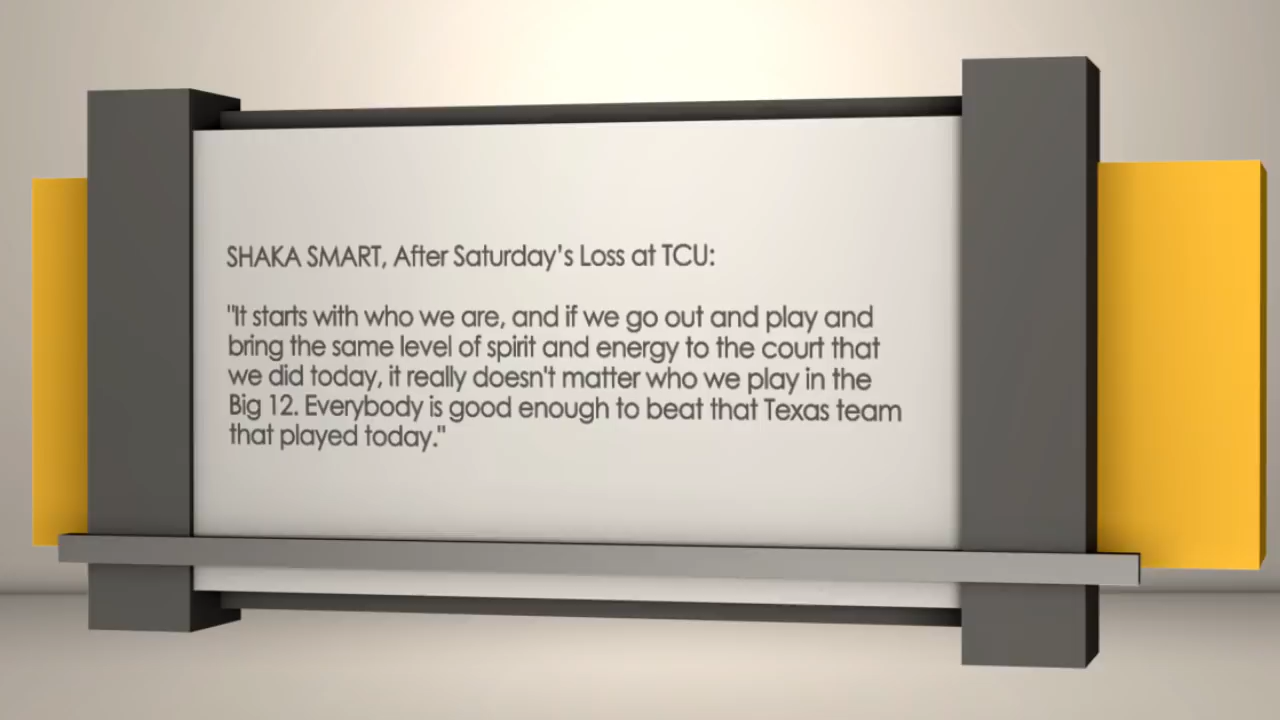 SHAKA SMART, After Saturday's Loss at TCU:
"It starts with who we are, and if we go out and play and
bring the same level of spirit and energy to the court that
we did today, it really doesn't matter who we play in the
Big 12. Everybody is good enough to beat that Texas team
that played today."